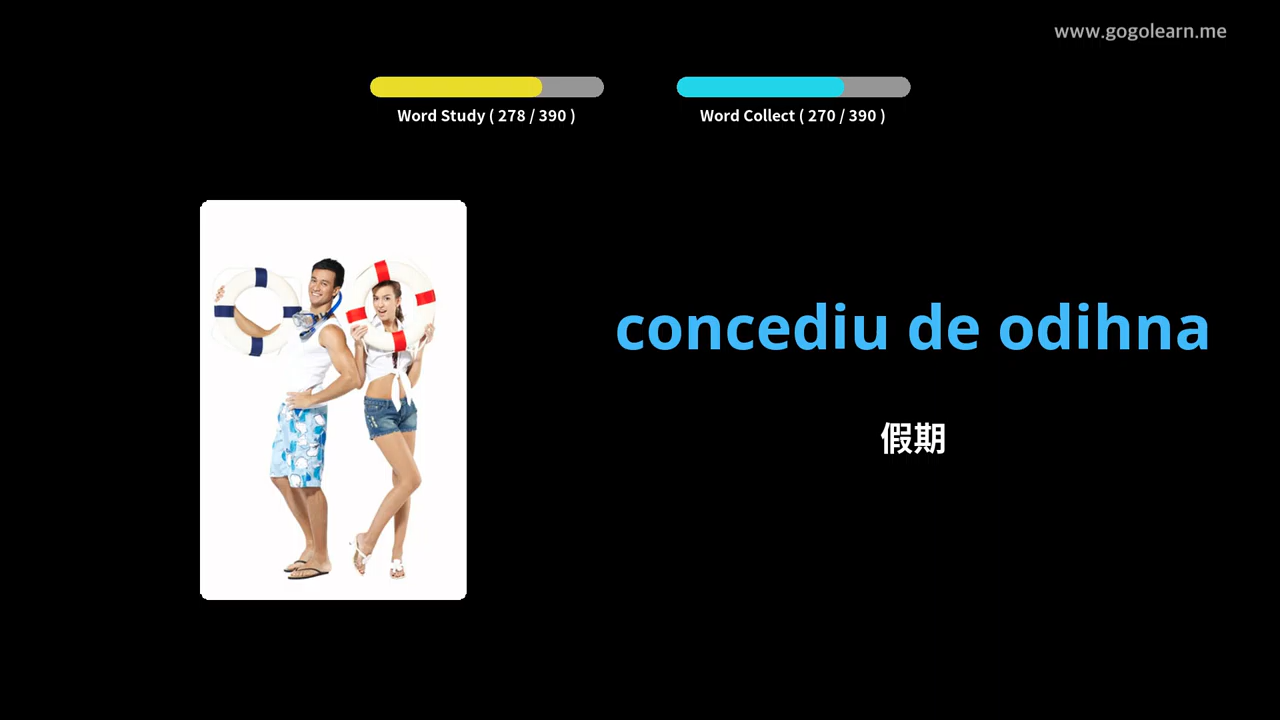 www.gogolearn.me
Word Study ( 278 / 390 )
Word Collect ( 270 / 390 )
concediu de odihna
假期